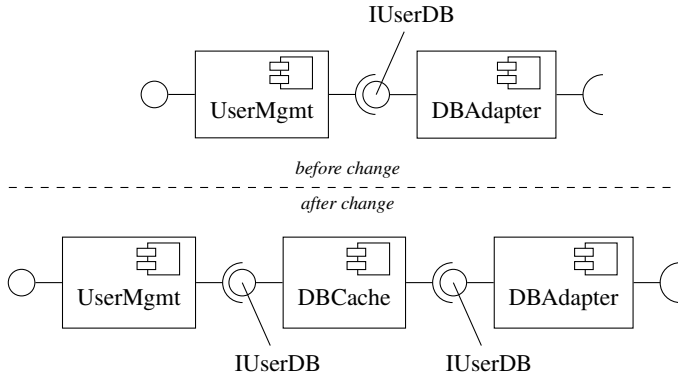 IUserDB
UserMgmt DBAdapter
before change
after change
UserMgmt DBCache DBAdapter
IUserDB IUserDB